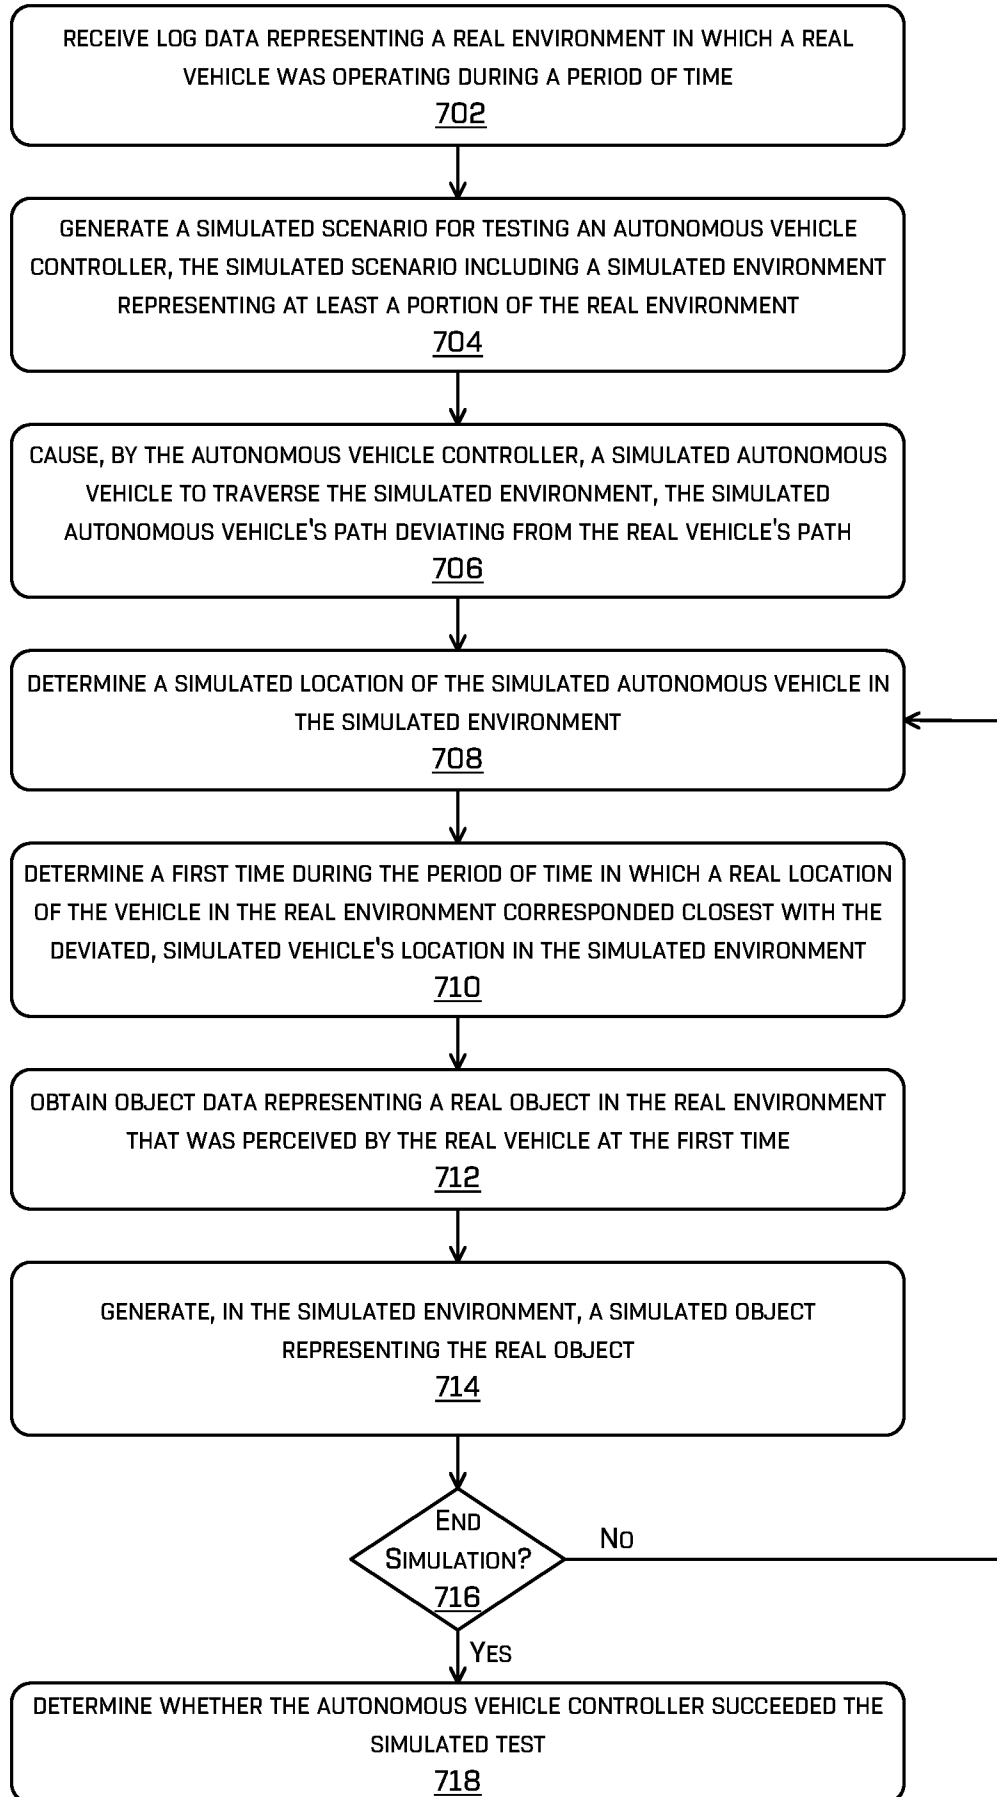 RECEIVE LOG DATA REPRESENTING A REAL ENVIRONMENT IN WHICH A REAL
VEHICLE WAS OPERATING DURING A PERIOD OF TIME
702
GENERATE A SIMULATED SCENARIO FOR TESTING AN AUTONOMOUS VEHICLE
CONTROLLER, THE SIMULATED SCENARIO INCLUDING A SIMULATED ENVIRONMENT
REPRESENTING AT LEAST A PORTION OF THE REAL ENVIRONMENT
704
CAUSE, BY THE AUTONOMOUS VEHICLE CONTROLLER, A SIMULATED AUTONOMOUS
VEHICLE TO TRAVERSE THE SIMULATED ENVIRONMENT, THE SIMULATED
AUTONOMOUS VEHICLE'S PATH DEVIATING FROM THE REAL VEHICLE'S PATH
706
DETERMINE A SIMULATED LOCATION OF THE SIMULATED AUTONOMOUS VEHICLE IN
THE SIMULATED ENVIRONMENT
708
DETERMINE A FIRST TIME DURING THE PERIOD OF TIME IN WHICH A REAL LOCATION
OF THE VEHICLE IN THE REAL ENVIRONMENT CORRESPONDED CLOSEST WITH THE
DEVIATED, SIMULATED VEHICLE'S LOCATION IN THE SIMULATED ENVIRONMENT
710
OBTAIN OBJECT DATA REPRESENTING A REAL OBJECT IN THE REAL ENVIRONMENT
THAT WAS PERCEIVED BY THE REAL VEHICLE AT THE FIRST TIME
712
GENERATE, IN THE SIMULATED ENVIRONMENT, A SIMULATED OBJECT
REPRESENTING THE REAL OBJECT
714
END
SIMULATION?
716
NO
YES
DETERMINE WHETHER THE AUTONOMOUS VEHICLE CONTROLLER SUCCEEDED THE
SIMULATED TEST
718